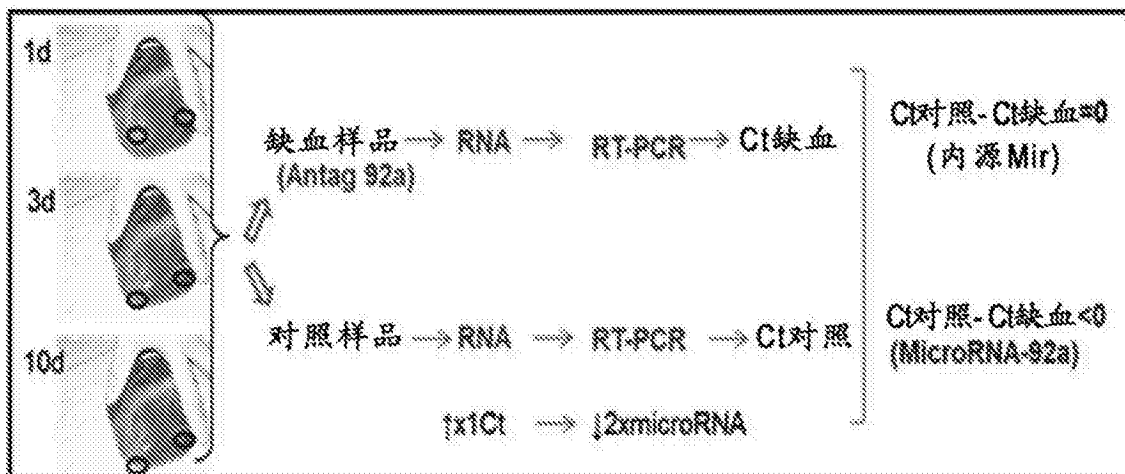 1d
3d
10d
缺血样品 → RNA → RT-PCR → Ct缺血
(Antag 92a)
对照样品 → RNA → RT-PCR → Ct对照
↑x1Ct → ↓2xmicroRNA
Ct对照- Ct缺血=0
(内源Mir)
Ct对照- Ct缺血<0
(MicroRNA-92a)